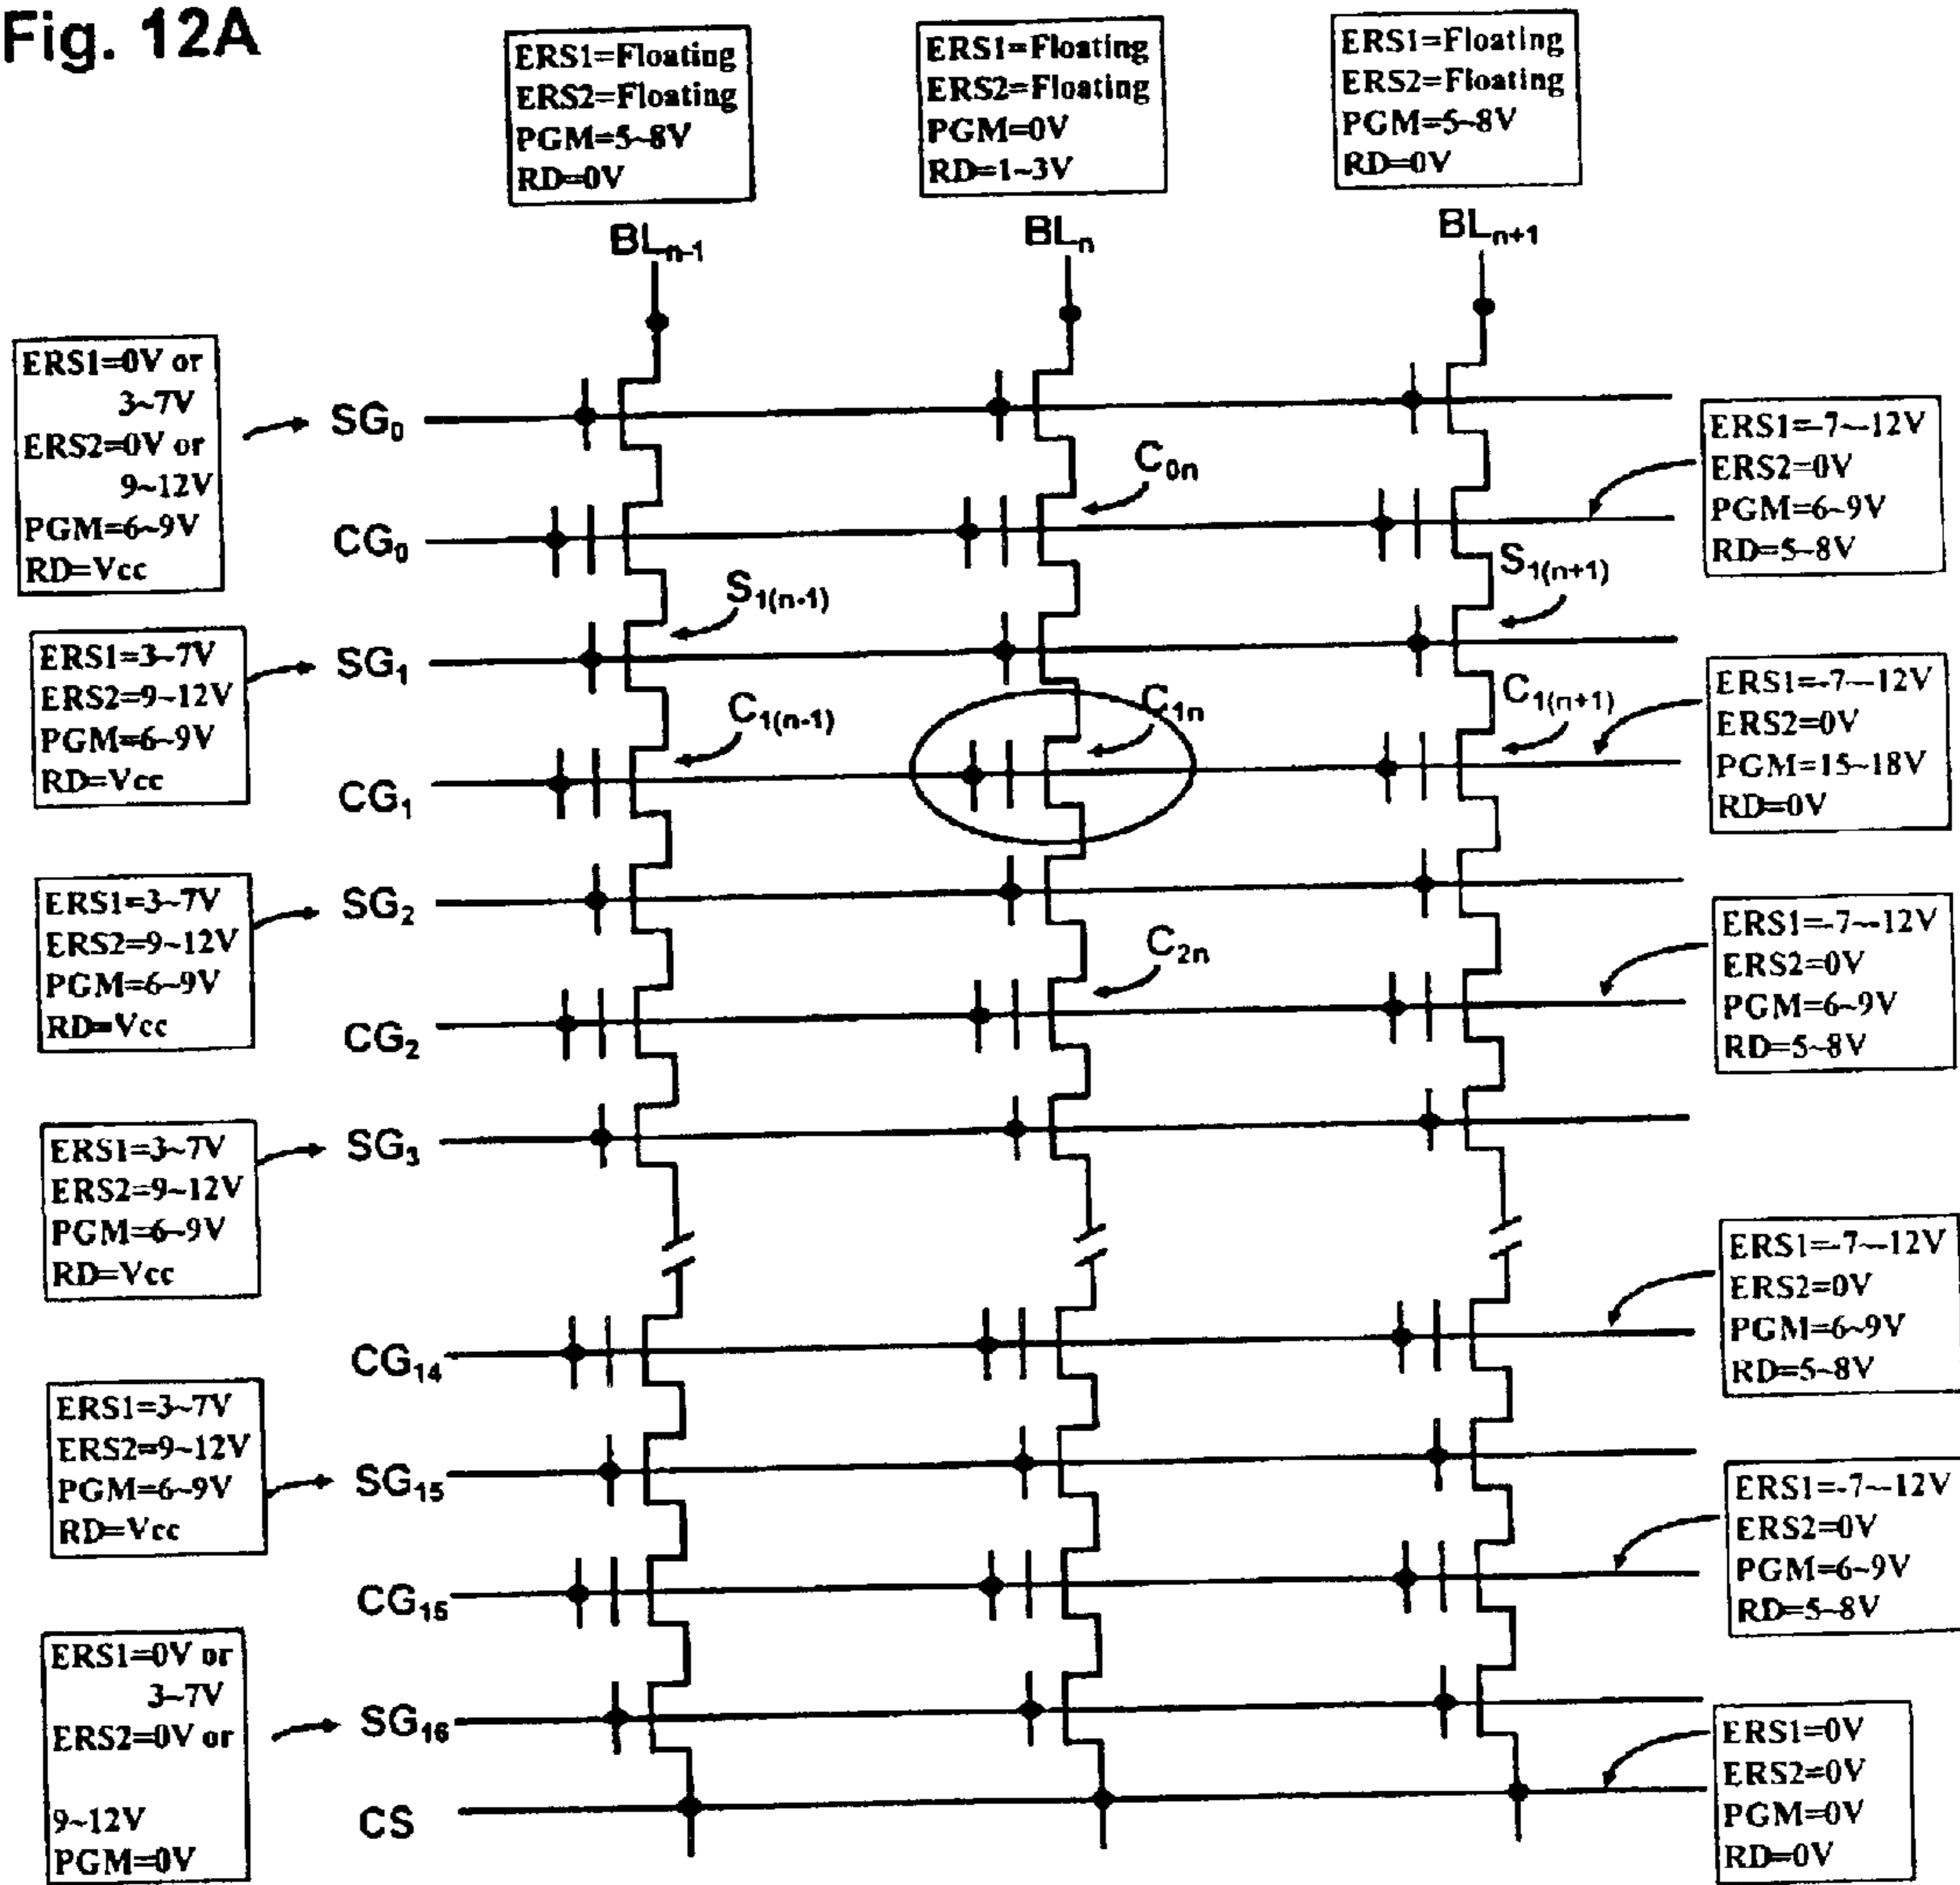 Fig. 12A
ERS1=Floating
ERS2=Floating
PGM=5~8V
RD=0V
ERS1=Floating
ERS2=Floating
PGM=0V
RD=1~3V
ERS1=Floating
ERS2=Floating
PGM=5~8V
RD=0V
BLn-1
BLn
BLn+1
ERS1=0V or
3~7V
ERS2=0V or
9~12V
PGM=6~9V
RD=Vcc
SG0
ERS1=-7~-12V
ERS2=0V
PGM=6~9V
RD=5~8V
C0n
CG0
S1(n-1)
S1(n+1)
ERS1=3~7V
ERS2=9~12V
PGM=6~9V
RD=Vcc
SG1
ERS1=-7~-12V
ERS2=0V
PGM=15~18V
RD=0V
C1(n-1)
C1n
C1(n+1)
CG1
ERS1=3~7V
ERS2=9~12V
PGM=6~9V
RD=Vcc
SG2
ERS1=-7~-12V
ERS2=0V
PGM=6~9V
RD=5~8V
C2n
CG2
ERS1=3~7V
ERS2=9~12V
PGM=6~9V
RD=Vcc
SG3
ERS1=-7~-12V
ERS2=0V
PGM=6~9V
RD=5~8V
CG14
ERS1=3~7V
ERS2=9~12V
PGM=6~9V
RD=Vcc
SG15
ERS1=-7~-12V
ERS2=0V
PGM=6~9V
RD=5~8V
CG15
ERS1=0V or
3~7V
ERS2=0V or
9~12V
PGM=0V
SG16
ERS1=0V
ERS2=0V
PGM=0V
RD=0V
CS